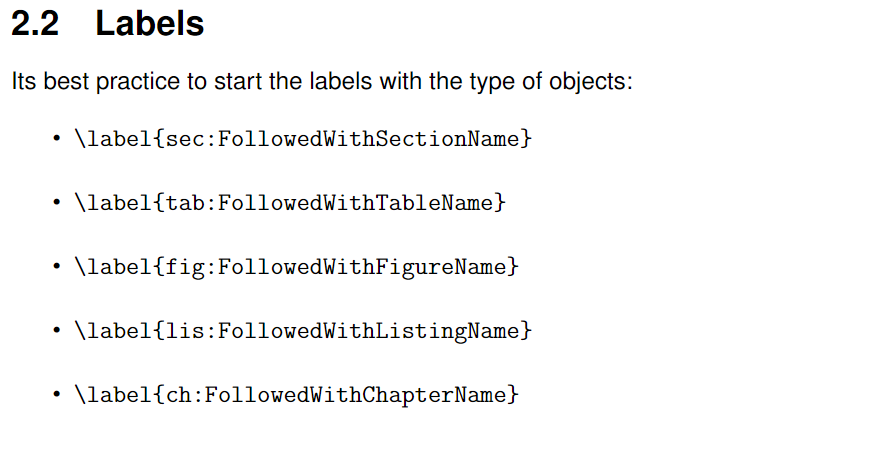 2.2 Labels
Its best practice to start the labels with the type of objects:
• \label{sec:FollowedWithSectionName}
• \label{tab:FollowedWithTableName}
• \label{fig:FollowedWithFigureName}
• \label{lis:FollowedWithListingName}
• \label{ch:FollowedWithChapterName}